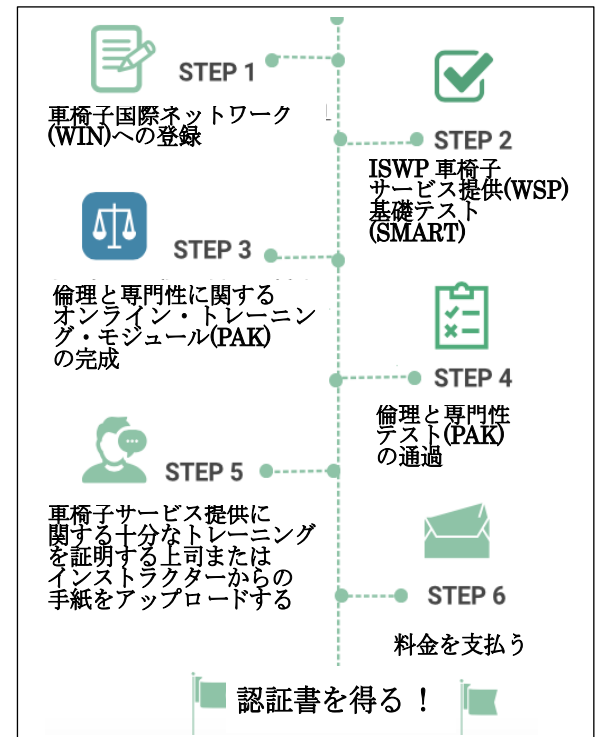 STEP 1
車椅子国際ネットワーク
(WIN)への登録
STEP 2
ISWP 車椅子
サービス提供(WSP)
基礎テスト
(SMART)
STEP 3
倫理と専門性に関する
オンライン・トレーニン
グ・モジュール(PAK)
の完成
STEP 4
倫理と専門性
テスト(PAK)
の通過
STEP 5
車椅子サービス提供に
関する十分なトレーニング
を証明する上司または
インストラクターからの
手紙をアップロードする
STEP 6
料金を支払う
認証書を得る！